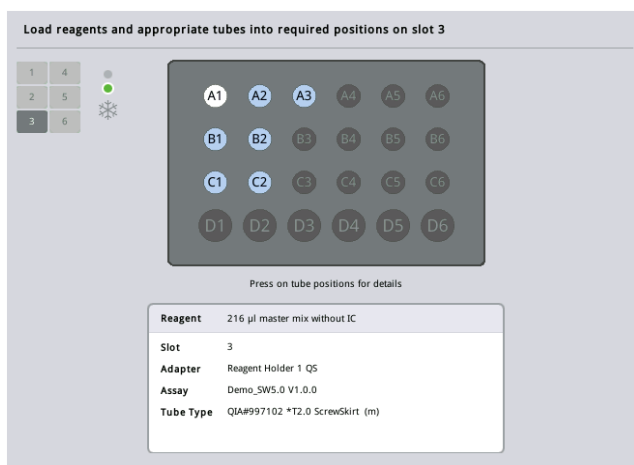 Load reagents and appropriate tubes into required positions on slot 3
1 4
2 5
3 6
A1 A2 A3 A4 A5 A6
B1 B2 B3 B4 B5 B6
C1 C2 C3 C4 C5 C6
D1 D2 D3 D4 D5 D6
Press on tube positions for details
Reagent 216 µl master mix without IC
Slot 3
Adapter Reagent Holder 1 QS
Assay Demo_SW5.0 V1.0.0
Tube Type QIA#997102 *T2.0 ScrewSkirt (m)